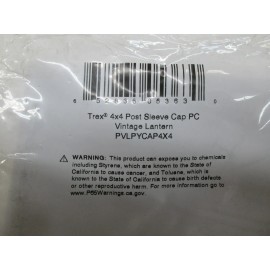 Trex® 4x4 Post Sleeve Cap PC
Vintage Lantern
PVLPYCAP4X4
⚠ WARNING: This product can expose you to chemicals
including Styrene, which is known to the State of
California to cause cancer, and Toluene, which is
known to the State of California to cause birth defects
or other reproductive harm. For more information go to
www.P65Warnings.ca.gov.